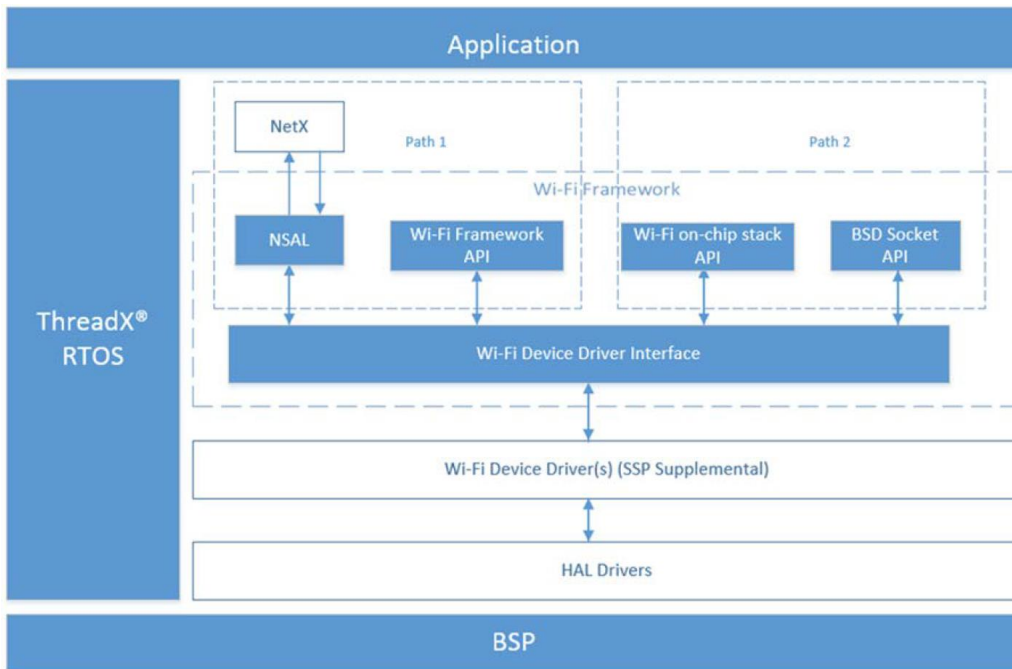 Application
NetX
Path 1
Path 2
Wi-Fi Framework
NSAL
Wi-Fi Framework
API
Wi-Fi on-chip stack
API
BSD Socket
API
ThreadX®
RTOS
Wi-Fi Device Driver Interface
Wi-Fi Device Driver(s) (SSP Supplemental)
HAL Drivers
BSP